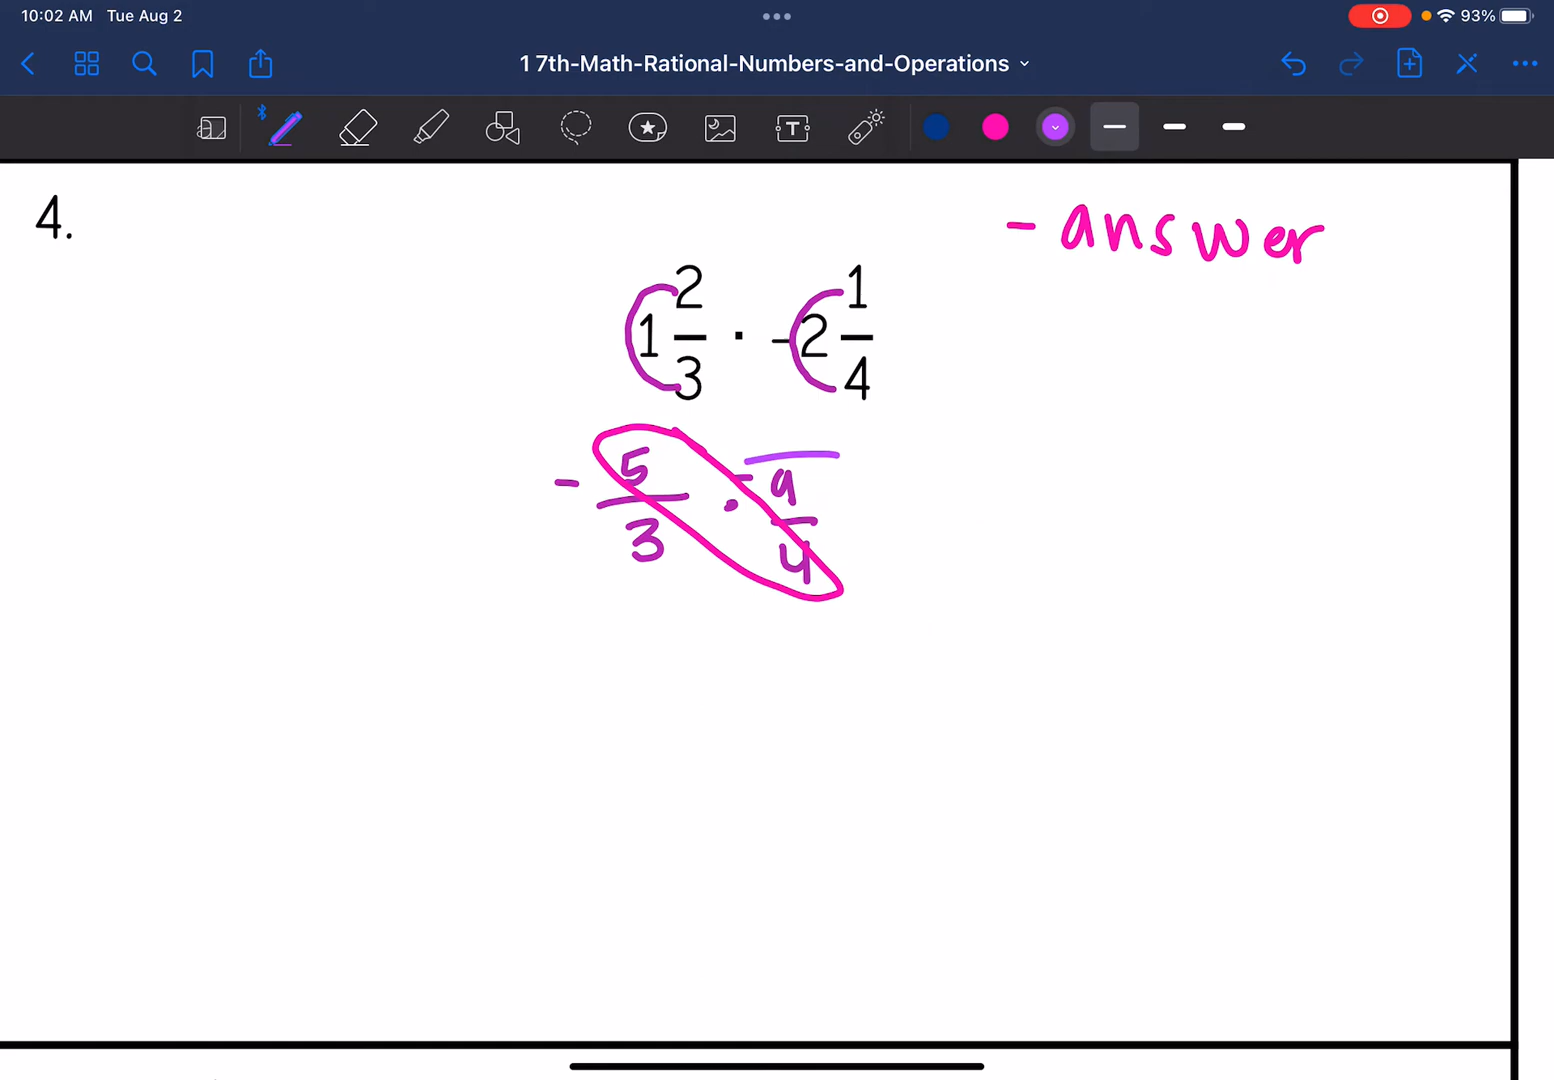 10:02 AM Tue Aug 2
93%
1 7th-Math-Rational-Numbers-and-Operations
T
4.
- answer
1 2/3 · -2 1/4
- 5/3 · - 9/4